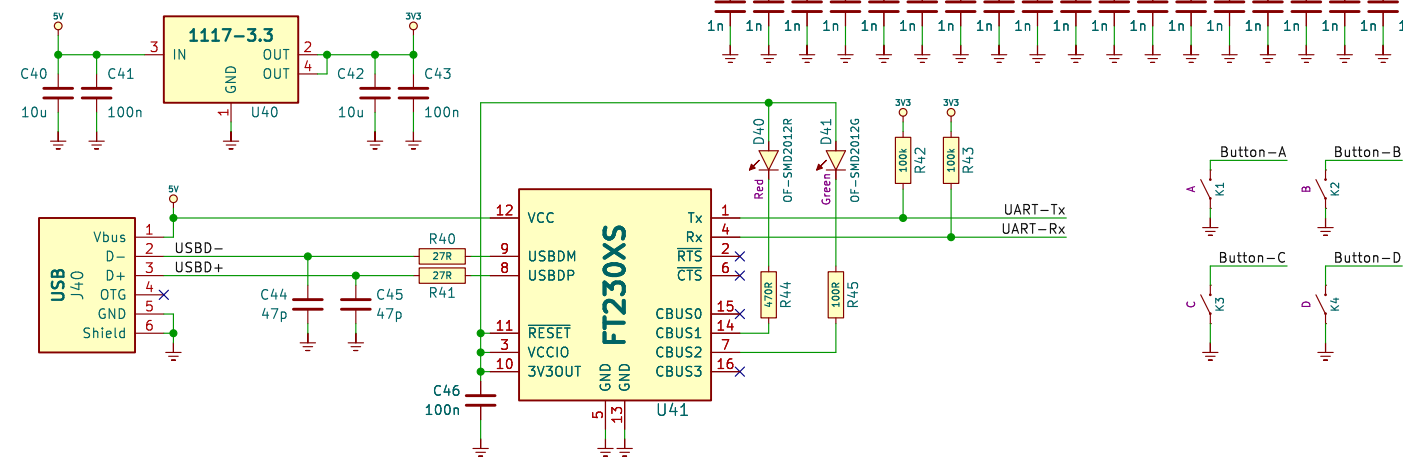 1n 1n 1n 1n 1n 1n 1n 1n 1n 1n 1n 1n 1n 1n 1n 1n 1n 1n
5V
1117-3.3
3V3
3 IN OUT 2
OUT 4
GND
1
U40
C40
10u
C41
100n
C42
10u
C43
100n
5V
USB
J40
Vbus 1
D- 2
D+ 3
OTG 4
GND 5
Shield 6
USBD-
USBD+
C44
47p
C45
47p
R40
27R
27R
R41
FT230XS
U41
12 VCC
9 USBDM
8 USBDP
11 RESET
3 VCCIO
10 3V3OUT
Tx 1
Rx 4
RTS 2
CTS 6
CBUS0 15
CBUS1 14
CBUS2 7
CBUS3 16
GND GND
5 13
C46
100n
D40
OF-SMD2012R
Red
D41
OF-SMD2012G
Green
470R
R44
100R
R45
3V3
100k
R42
3V3
100k
R43
UART-Tx
UART-Rx
Button-A
A
K1
Button-B
B
K2
Button-C
C
K3
Button-D
D
K4